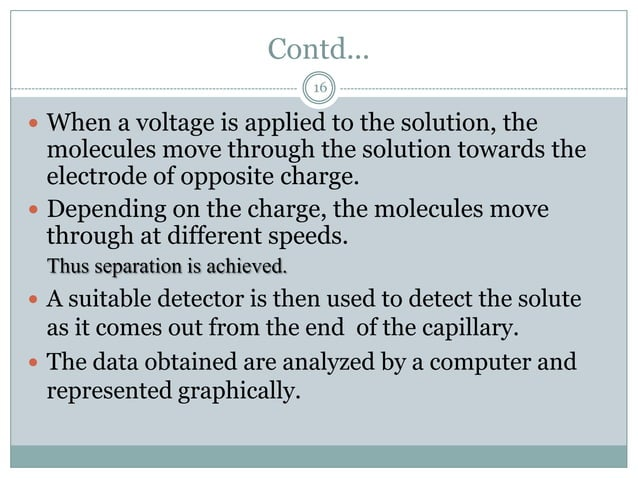 Contd...
16
• When a voltage is applied to the solution, the
molecules move through the solution towards the
electrode of opposite charge.
• Depending on the charge, the molecules move
through at different speeds.
Thus separation is achieved.
• A suitable detector is then used to detect the solute
as it comes out from the end of the capillary.
• The data obtained are analyzed by a computer and
represented graphically.